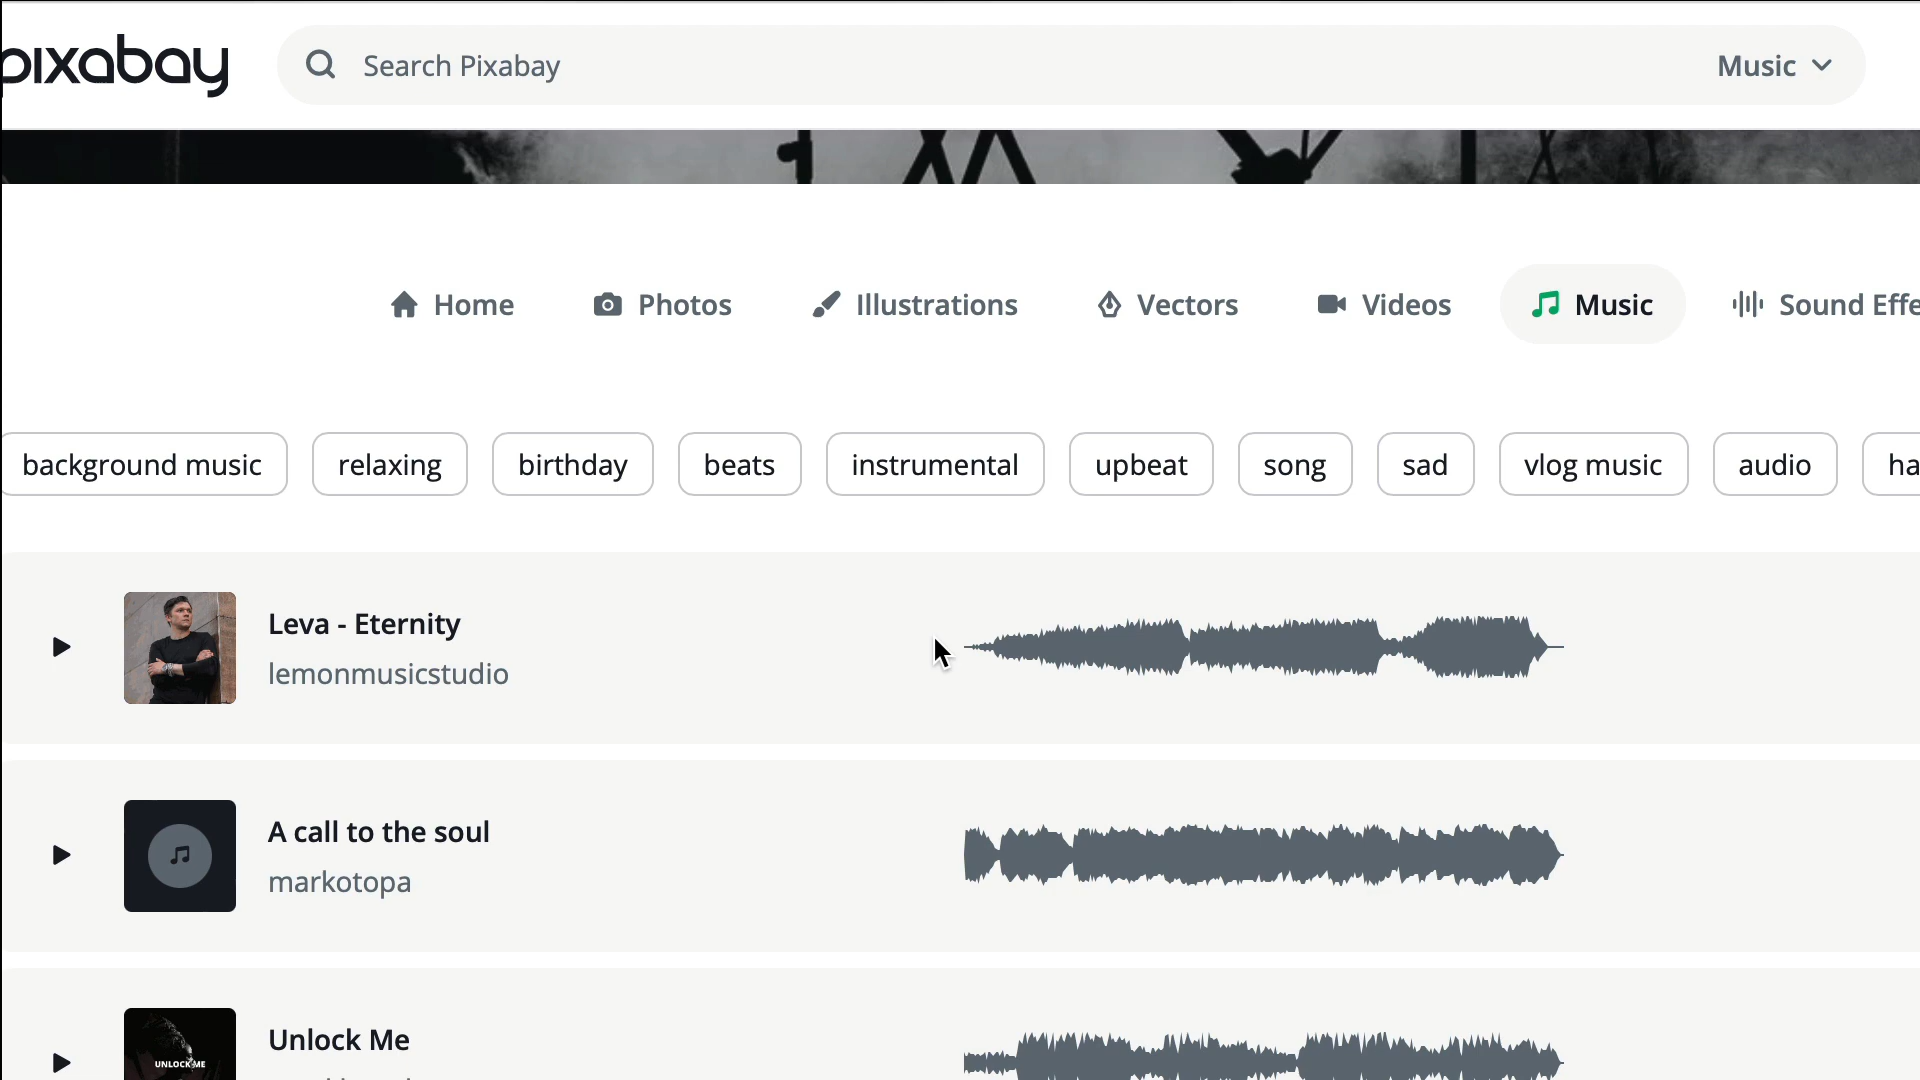 pixabay
Search Pixabay
Music
Home
Photos
Illustrations
Vectors
Videos
Music
Sound Effe
background music
relaxing
birthday
beats
instrumental
upbeat
song
sad
vlog music
audio
ha
Leva - Eternity
lemonmusicstudio
A call to the soul
markotopa
Unlock Me
UNLOCK ME